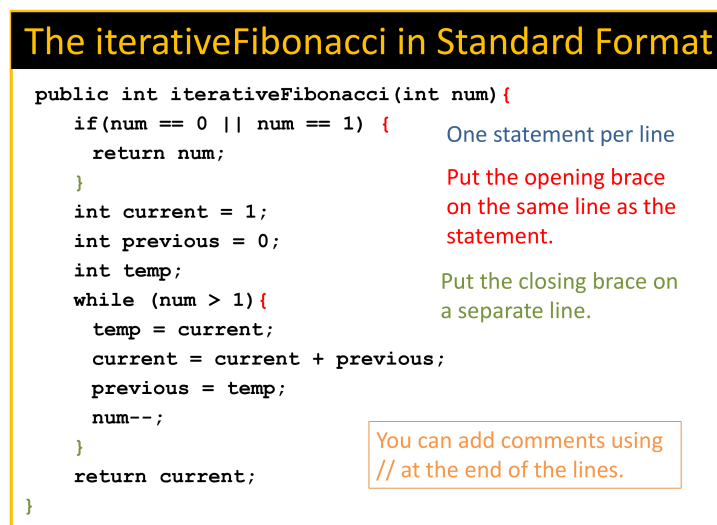 The iterativeFibonacci in Standard Format
public int iterativeFibonacci(int num){
if(num == 0 || num == 1) {
return num;
}
int current = 1;
int previous = 0;
int temp;
while (num > 1){
temp = current;
current = current + previous;
previous = temp;
num--;
}
return current;
}
One statement per line
Put the opening brace
on the same line as the
statement.
Put the closing brace on
a separate line.
You can add comments using
// at the end of the lines.